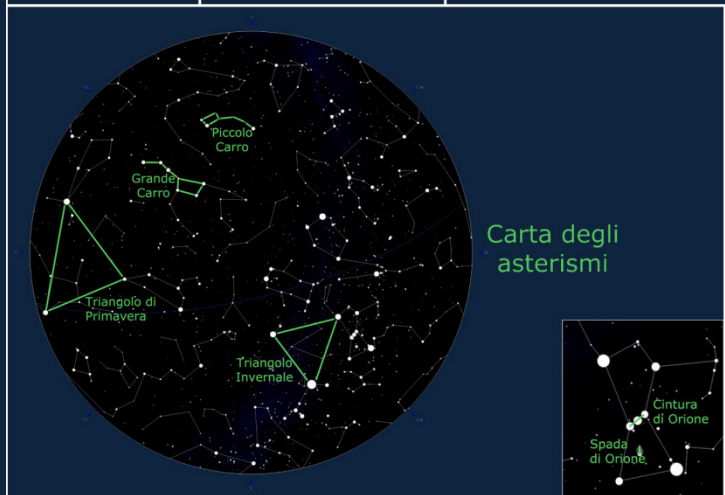 Piccolo
Carro
Grande
Carro
Carta degli
asterismi
Triangolo di
Primavera
Triangolo
Invernale
Cintura
di Orione
Spada
di Orione